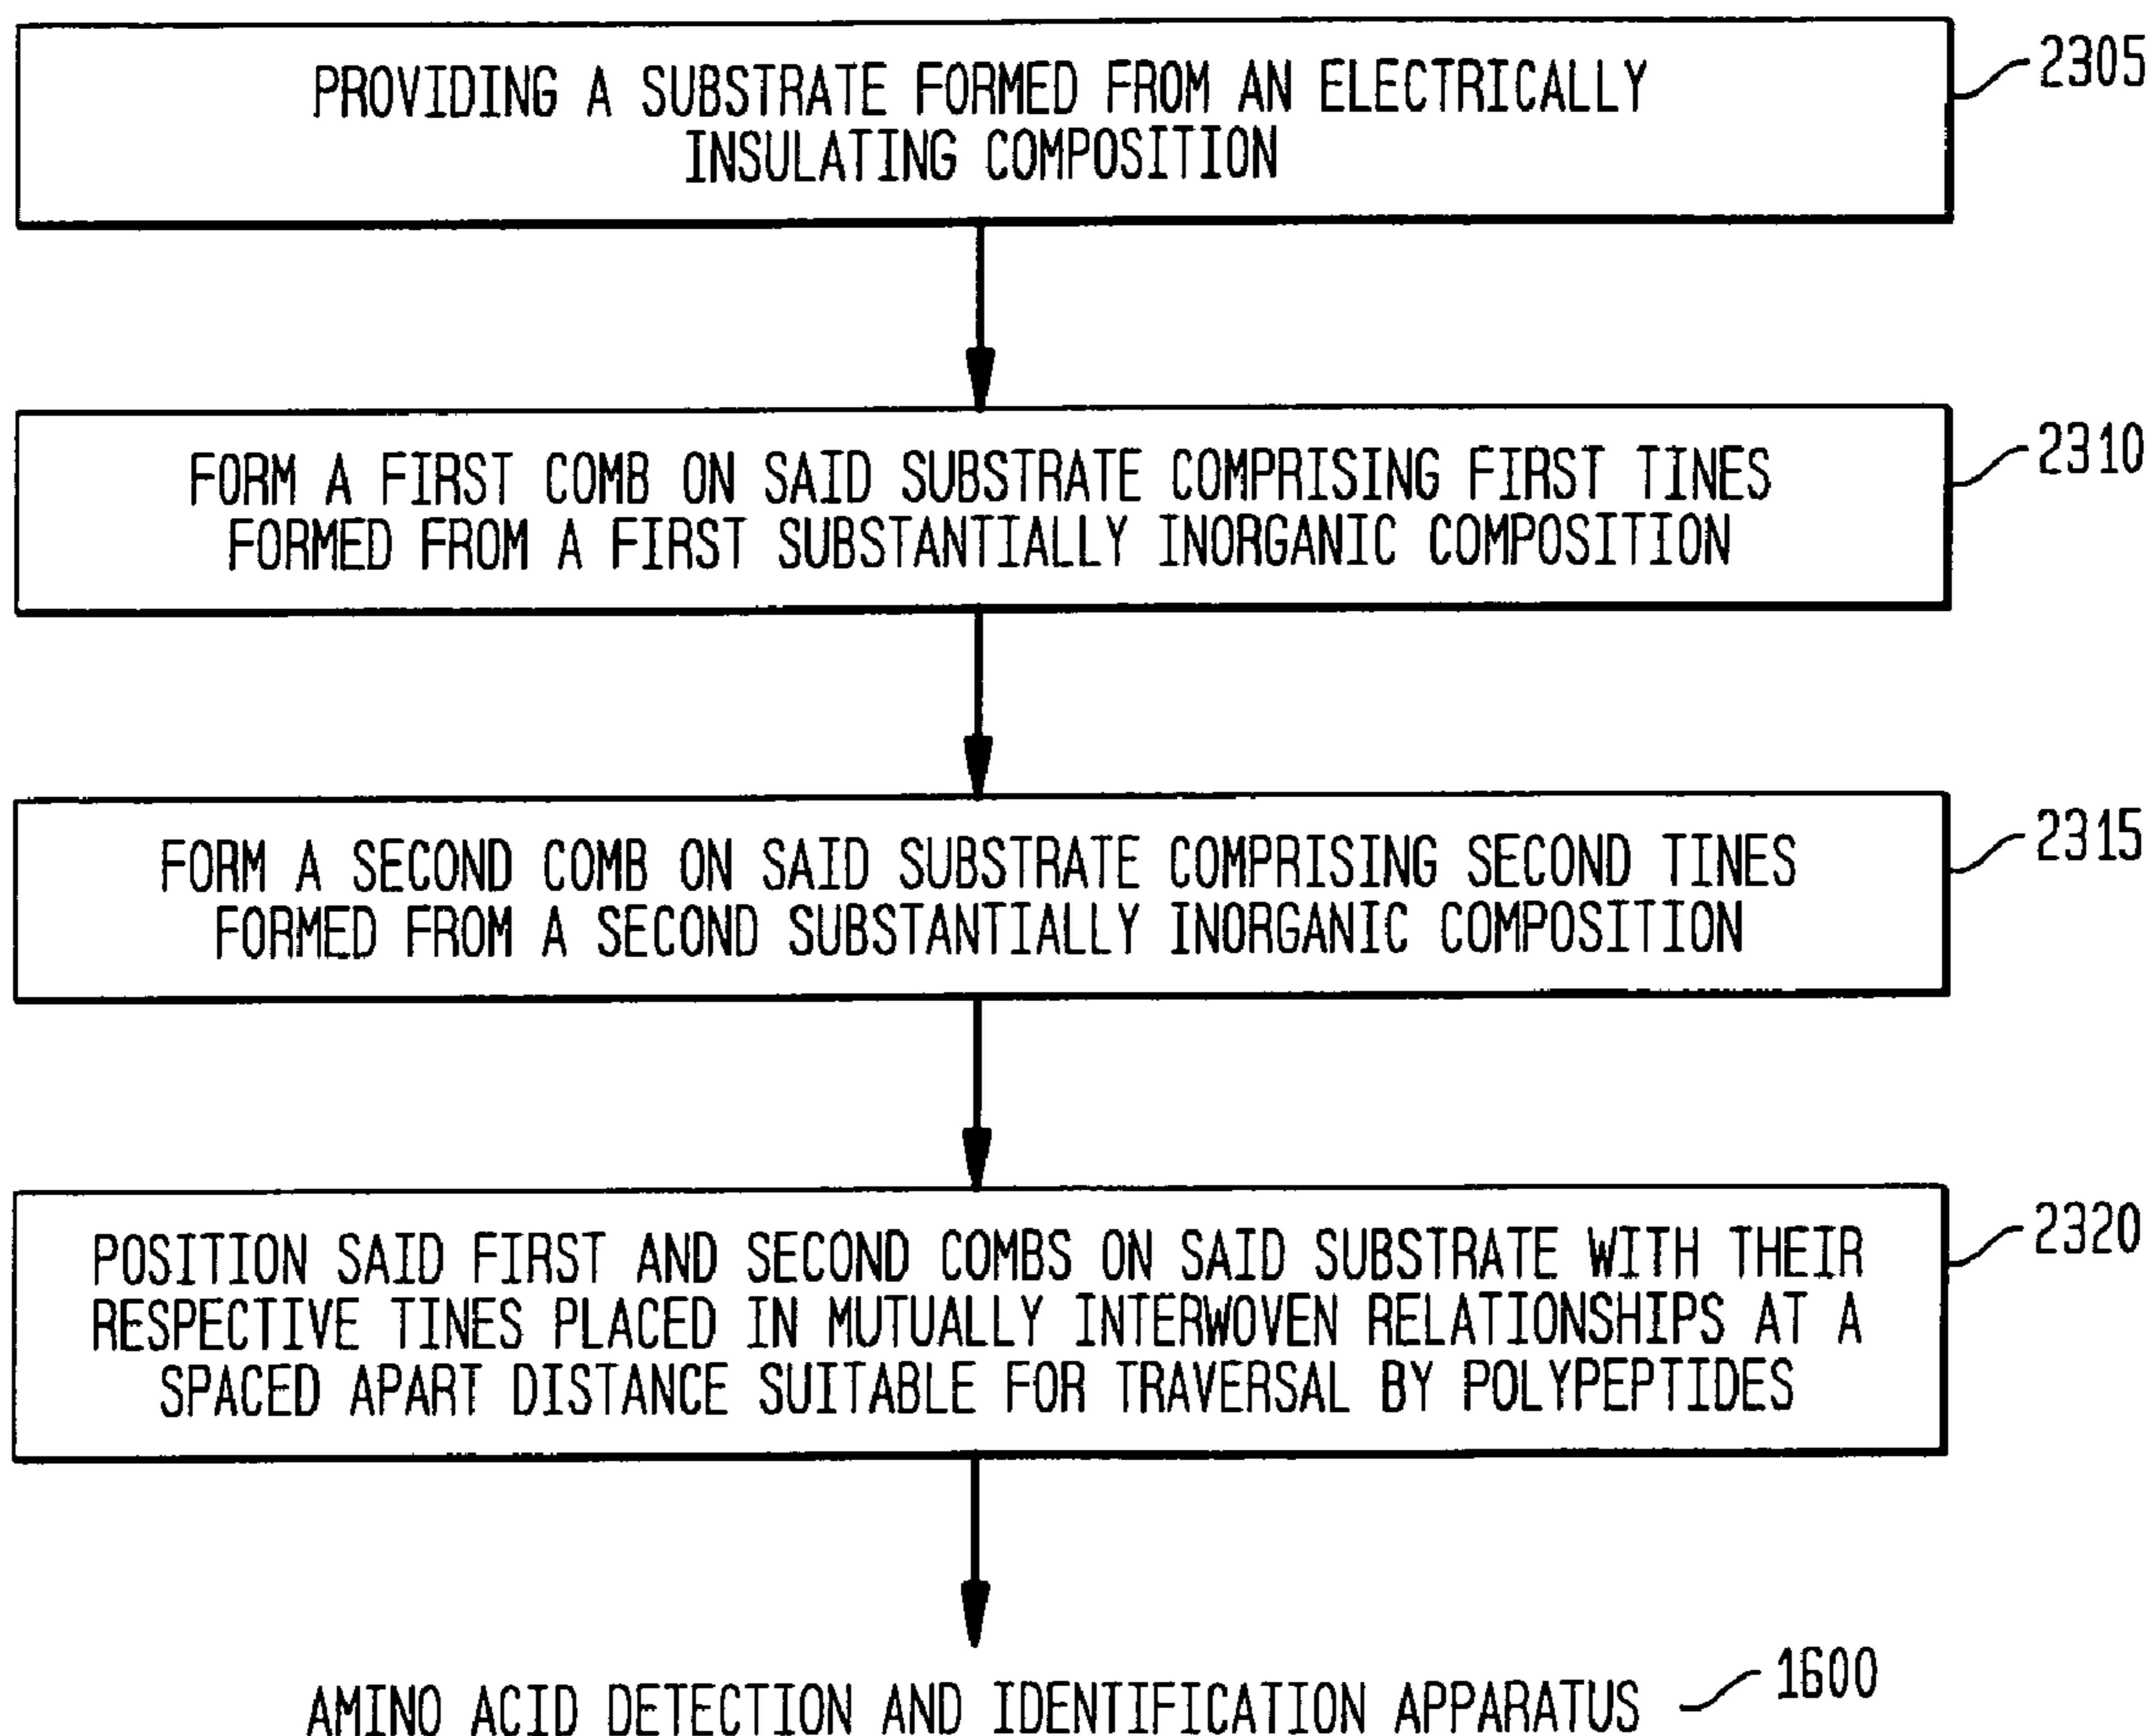 PROVIDING A SUBSTRATE FORMED FROM AN ELECTRICALLY
INSULATING COMPOSITION
2305
FORM A FIRST COMB ON SAID SUBSTRATE COMPRISING FIRST TINES
FORMED FROM A FIRST SUBSTANTIALLY INORGANIC COMPOSITION
2310
FORM A SECOND COMB ON SAID SUBSTRATE COMPRISING SECOND TINES
FORMED FROM A SECOND SUBSTANTIALLY INORGANIC COMPOSITION
2315
POSITION SAID FIRST AND SECOND COMBS ON SAID SUBSTRATE WITH THEIR
RESPECTIVE TINES PLACED IN MUTUALLY INTERWOVEN RELATIONSHIPS AT A
SPACED APART DISTANCE SUITABLE FOR TRAVERSAL BY POLYPEPTIDES
2320
AMINO ACID DETECTION AND IDENTIFICATION APPARATUS
1600